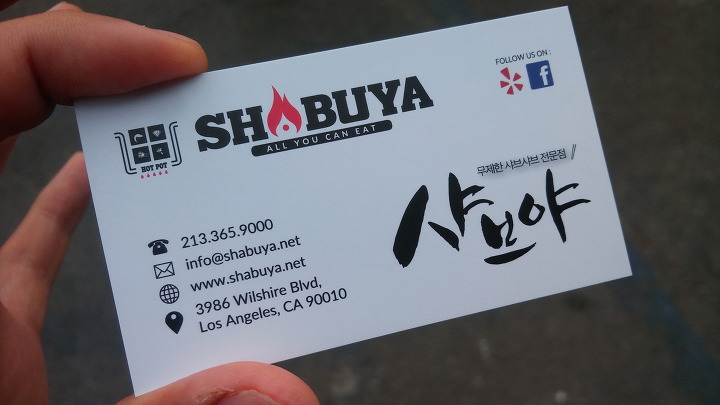 SHABUYA
ALL YOU CAN EAT
HOT POT
FOLLOW US ON :
f
무제한 샤브샤브 전문점
샤보야
213.365.9000
info@shabuya.net
www.shabuya.net
3986 Wilshire Blvd,
Los Angeles, CA 90010